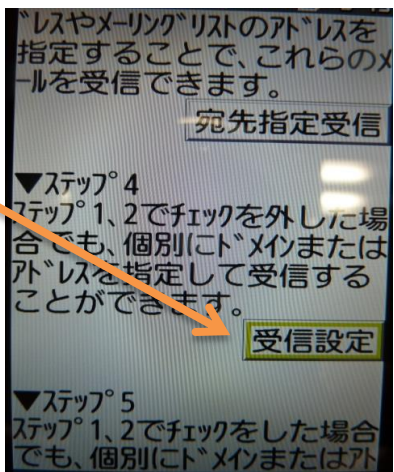 ﾞﾚｽやﾒｰﾘﾝｸﾞﾘｽﾄのｱﾄﾞﾚｽを
指定することで、これらのﾒ
ｰﾙを受信できます。
宛先指定受信
▼ｽﾃｯﾌﾟ4
ｽﾃｯﾌﾟ1、2でﾁｪｯｸを外した場
合でも、個別にﾄﾞﾒｲﾝまたは
ｱﾄﾞﾚｽを指定して受信する
ことができます。
受信設定
▼ｽﾃｯﾌﾟ5
ｽﾃｯﾌﾟ1、2でﾁｪｯｸをした場合
でも、個別にﾄﾞﾒｲﾝまたはｱﾄ